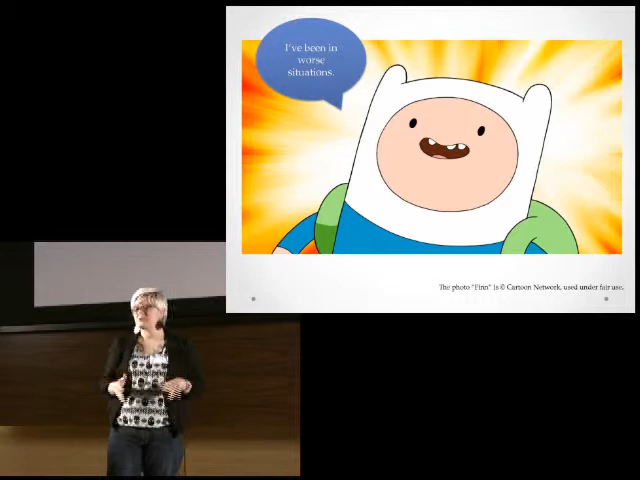 I've been in
worse
situations.
The photo "Finn" is © Cartoon Network, used under fair use.